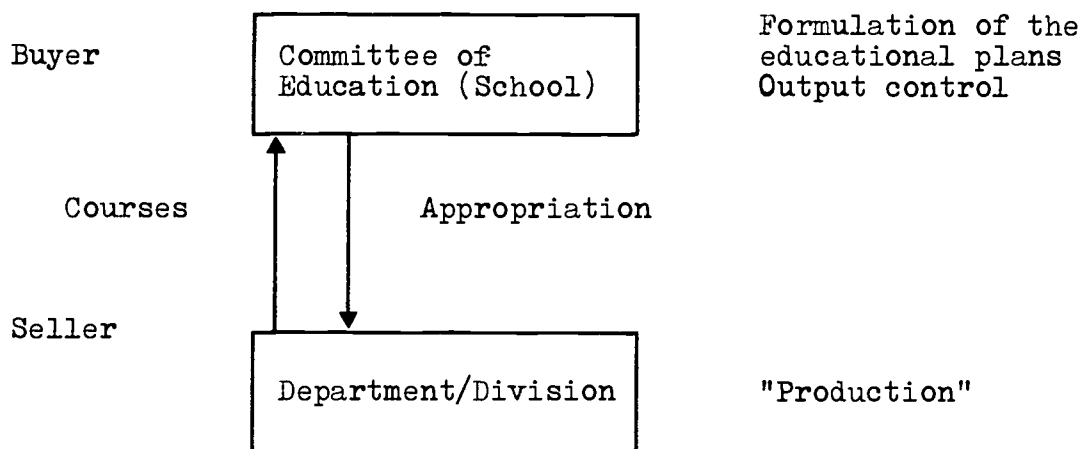 Buyer
Committee of
Education (School)
Formulation of the
educational plans
Output control
Courses
Appropriation
Seller
Department/Division
"Production"